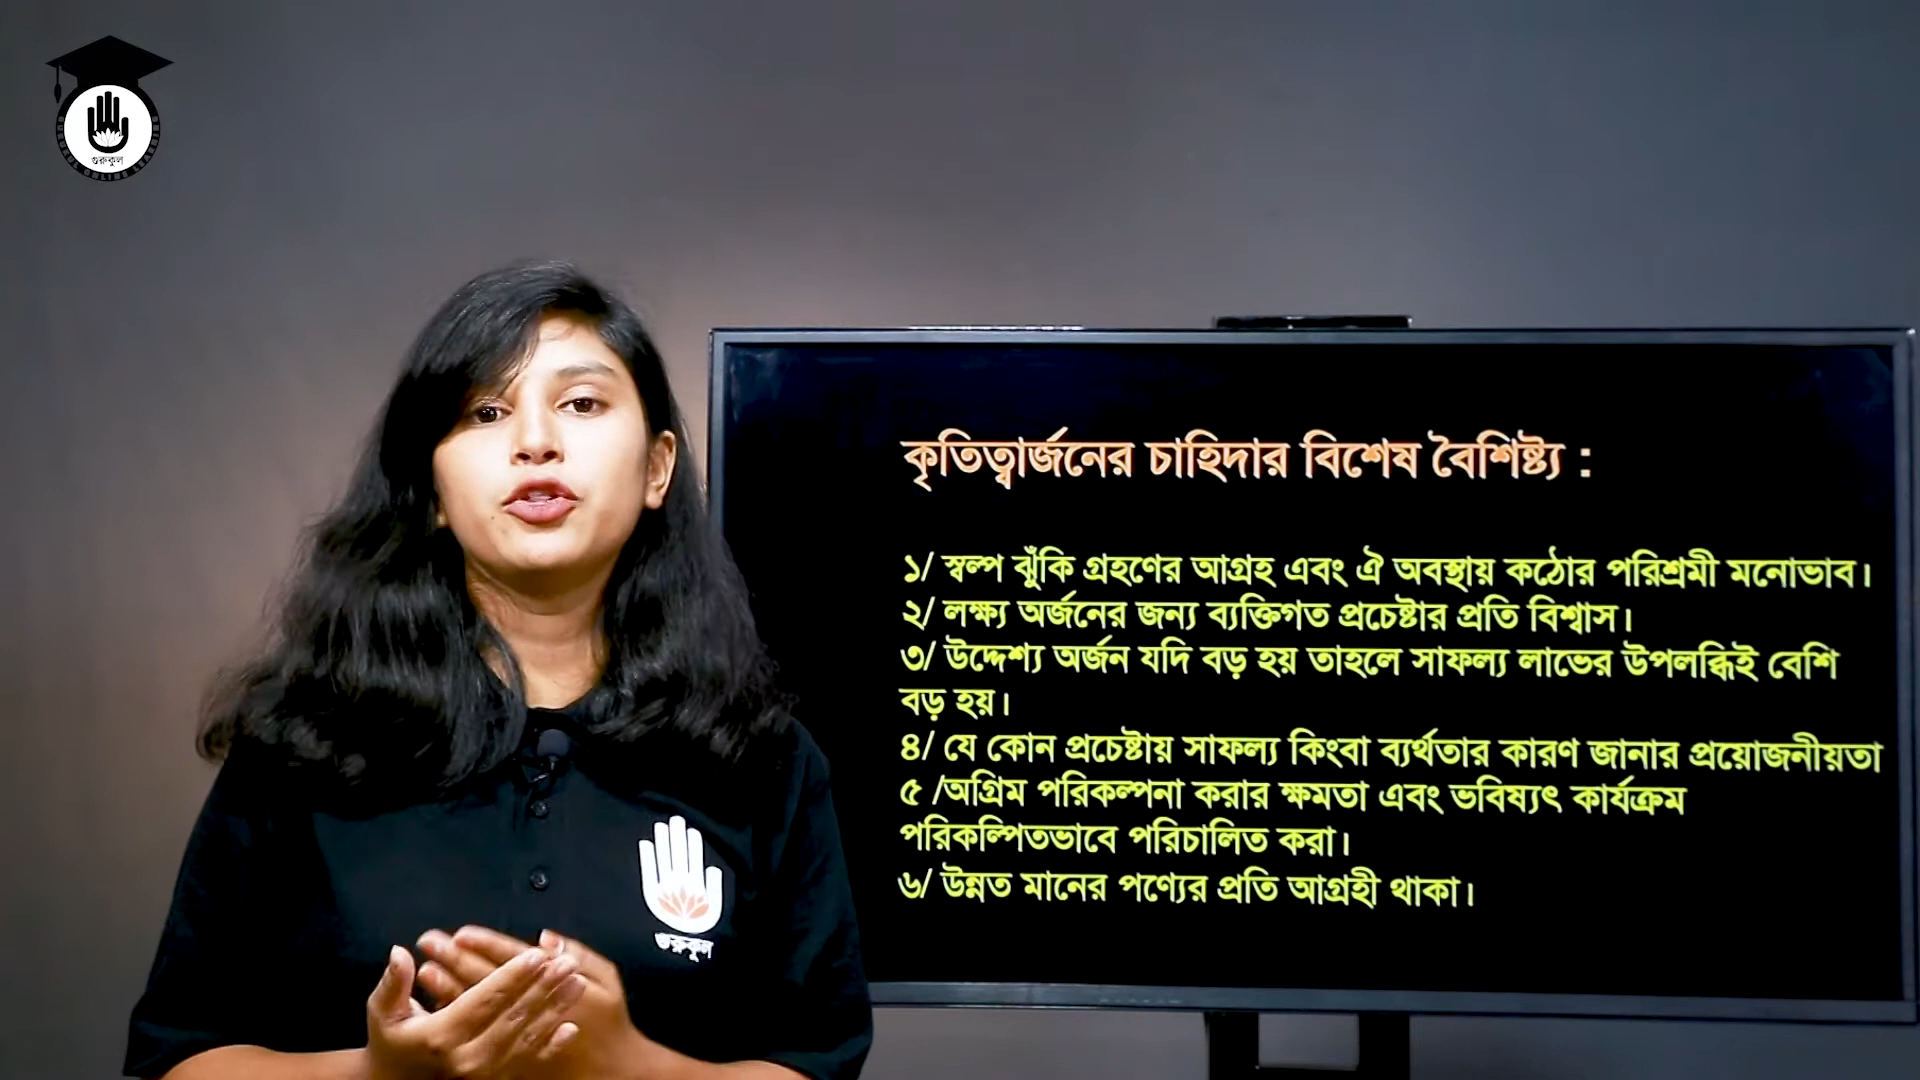 গুরুকুল
GURUKUL ONLINE LEARNING
কৃতিত্বার্জনের চাহিদার বিশেষ বৈশিষ্ট্য :
১/ স্বল্প ঝুঁকি গ্রহণের আগ্রহ এবং ঐ অবস্থায় কঠোর পরিশ্রমী মনোভাব।
২/ লক্ষ্য অর্জনের জন্য ব্যক্তিগত প্রচেষ্টার প্রতি বিশ্বাস।
৩/ উদ্দেশ্য অর্জন যদি বড় হয় তাহলে সাফল্য লাভের উপলব্ধিই বেশি
বড় হয়।
৪/ যে কোন প্রচেষ্টায় সাফল্য কিংবা ব্যর্থতার কারণ জানার প্রয়োজনীয়তা
৫ /অগ্রিম পরিকল্পনা করার ক্ষমতা এবং ভবিষ্যৎ কার্যক্রম
পরিকল্পিতভাবে পরিচালিত করা।
৬/ উন্নত মানের পণ্যের প্রতি আগ্রহী থাকা।
গুরুকুল